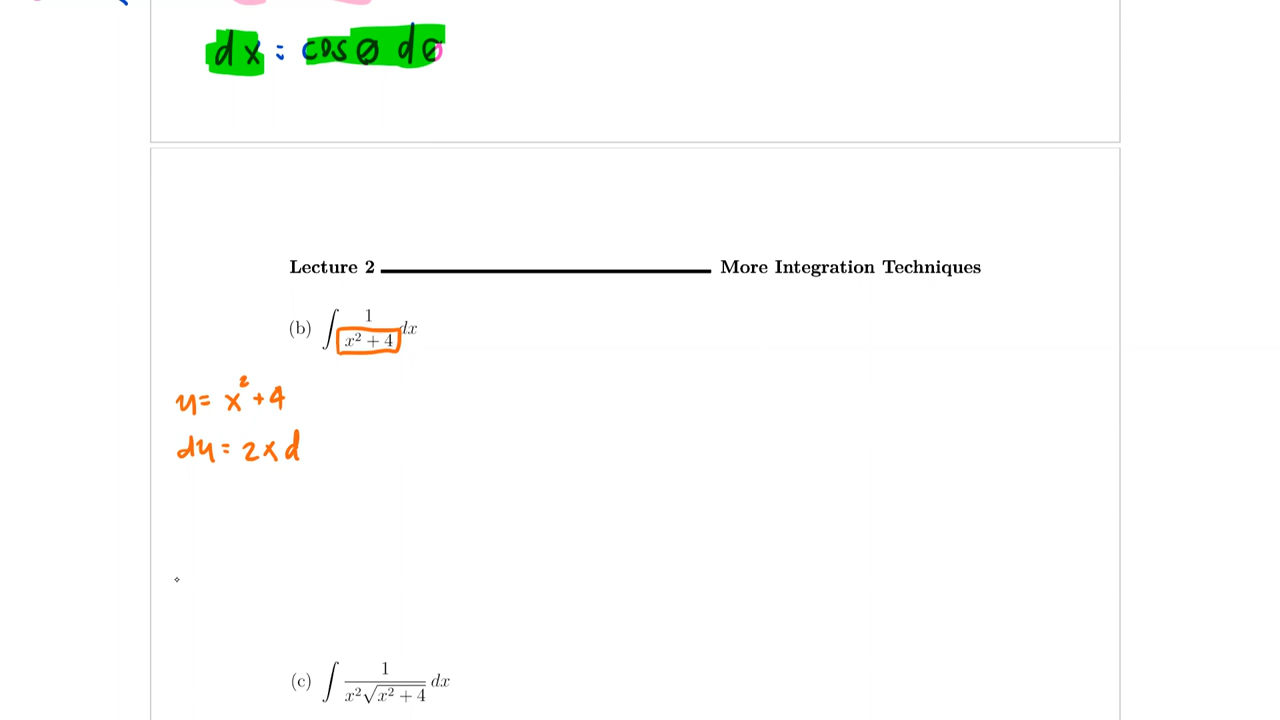 dx = cosθ dθ
Lecture 2 More Integration Techniques
(b) ∫ 1/(x² + 4) dx
u = x² + 4
du = 2x d
(c) ∫ 1/(x²√(x² + 4)) dx